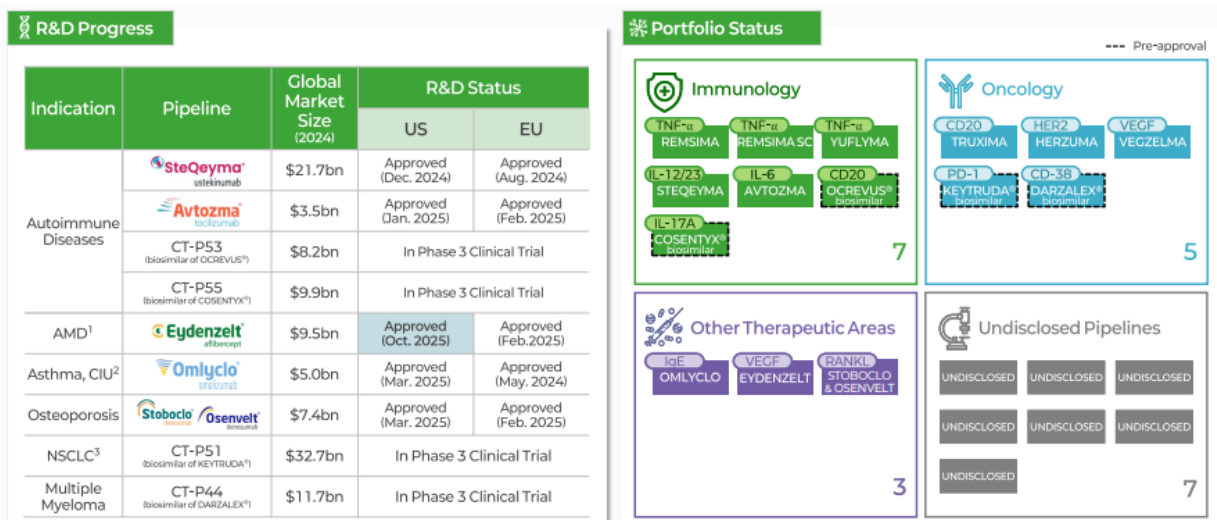 R&D Progress
Indication
Pipeline
Global
Market
Size
(2024)
R&D Status
US
EU
Autoimmune
Diseases
SteQeyma®
ustekinumab
$21.7bn
Approved
(Dec. 2024)
Approved
(Aug. 2024)
Avtozma®
tocilizumab
$3.5bn
Approved
(Jan. 2025)
Approved
(Feb. 2025)
CT-P53
(biosimilar of OCREVUS®)
$8.2bn
In Phase 3 Clinical Trial
CT-P55
(biosimilar of COSENTYX®)
$9.9bn
In Phase 3 Clinical Trial
AMD1
Eydenzelt®
aflibercept
$9.5bn
Approved
(Oct. 2025)
Approved
(Feb.2025)
Asthma, CIU2
Omlyclo®
omalizumab
$5.0bn
Approved
(Mar. 2025)
Approved
(May. 2024)
Osteoporosis
Stoboclo®
denosumab
Osenvelt®
denosumab
$7.4bn
Approved
(Mar. 2025)
Approved
(Feb. 2025)
NSCLC3
CT-P51
(biosimilar of KEYTRUDA®)
$32.7bn
In Phase 3 Clinical Trial
Multiple
Myeloma
CT-P44
(biosimilar of DARZALEX®)
$11.7bn
In Phase 3 Clinical Trial
Portfolio Status
Pre-approval
Immunology
TNF-α
REMSIMA
TNF-α
REMSIMA SC
TNF-α
YUFLYMA
IL-12/23
STEQEYMA
IL-6
AVTOZMA
CD20
OCREVUS®
biosimilar
IL-17A
COSENTYX®
biosimilar
7
Oncology
CD20
TRUXIMA
HER2
HERZUMA
VEGF
VEGZELMA
PD-1
KEYTRUDA®
biosimilar
CD-38
DARZALEX®
biosimilar
5
Other Therapeutic Areas
IgE
OMLYCLO
VEGF
EYDENZELT
RANKL
STOBOCLO
& OSENVELT
3
Undisclosed Pipelines
UNDISCLOSED
UNDISCLOSED
UNDISCLOSED
UNDISCLOSED
UNDISCLOSED
UNDISCLOSED
UNDISCLOSED
7